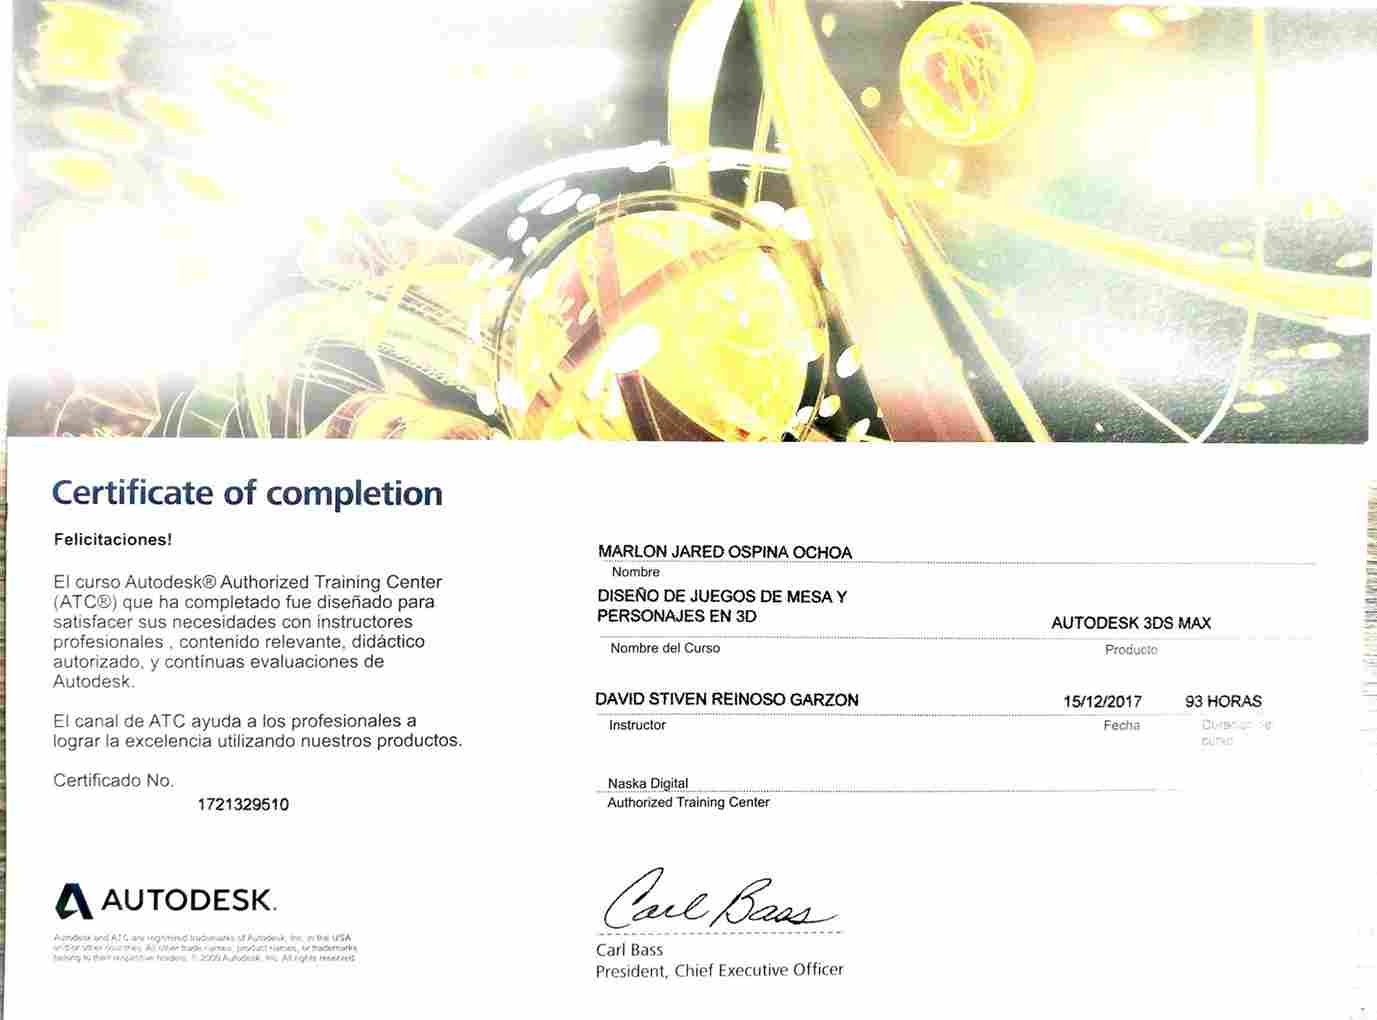 Certificate of completion
Felicitaciones!
El curso Autodesk® Authorized Training Center
(ATC®) que ha completado fue diseñado para
satisfacer sus necesidades con instructores
profesionales , contenido relevante, didáctico
autorizado, y contínuas evaluaciones de
Autodesk.
El canal de ATC ayuda a los profesionales a
lograr la excelencia utilizando nuestros productos.
Certificado No.
1721329510
AUTODESK.
Autodesk and ATC are registered trademarks of Autodesk, Inc. in the USA
and/or other countries. All other trade names, product names, or trademarks
belong to their respective holders. © 2009 Autodesk, Inc. All rights reserved.
MARLON JARED OSPINA OCHOA
Nombre
DISEÑO DE JUEGOS DE MESA Y
PERSONAJES EN 3D
AUTODESK 3DS MAX
Nombre del Curso
Producto
DAVID STIVEN REINOSO GARZON
15/12/2017
93 HORAS
Instructor
Fecha
Duración de
curso
Naska Digital
Authorized Training Center
Carl Bass
Carl Bass
President, Chief Executive Officer